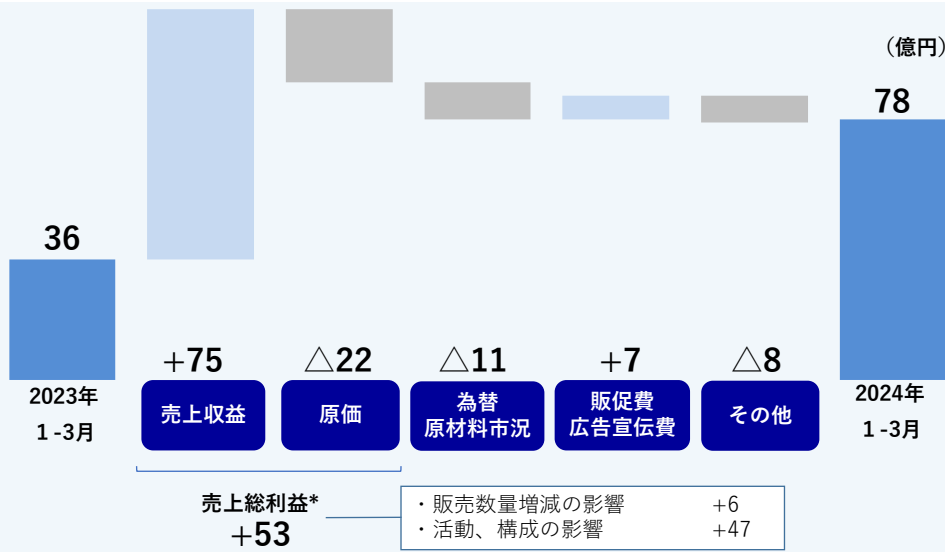 （億円）
78
36
+75
△22
△11
+7
△8
2023年
1-3月
売上収益
原価
為替
原材料市況
販促費
広告宣伝費
その他
2024年
1-3月
売上総利益*
+53
・販売数量増減の影響 +6
・活動、構成の影響 +47